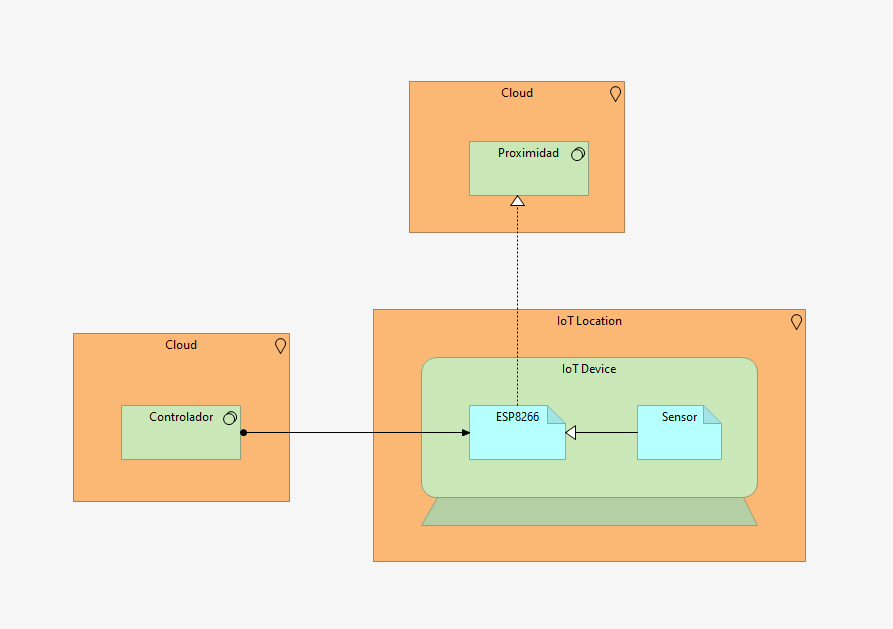 Cloud
Proximidad
IoT Location
Cloud
IoT Device
Controlador
ESP8266
Sensor